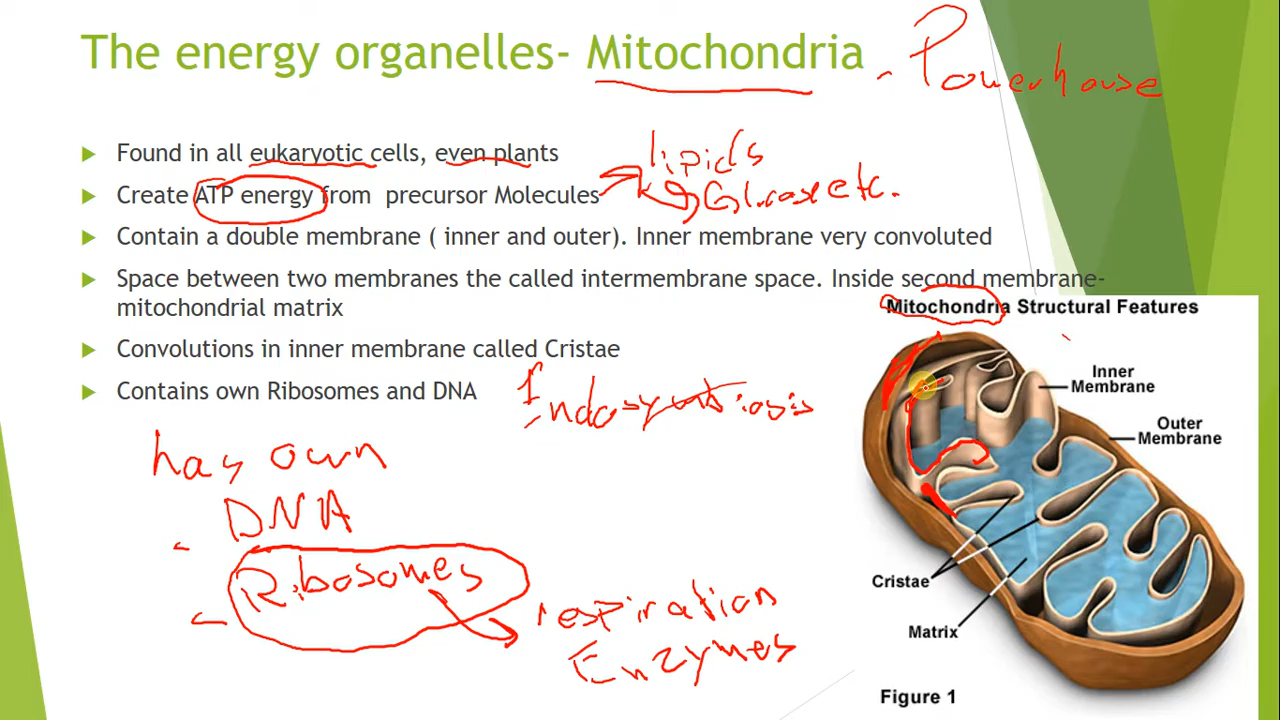 The energy organelles- Mitochondria
- Powerhouse
Found in all eukaryotic cells, even plants
Create ATP energy from precursor Molecules
lipids
Glucose etc.
Contain a double membrane ( inner and outer). Inner membrane very convoluted
Space between two membranes the called intermembrane space. Inside second membrane-
mitochondrial matrix
Convolutions in inner membrane called Cristae
Contains own Ribosomes and DNA
Endosymbiosis
has own
DNA
Ribosomes
respiration
Enzymes
Mitochondria Structural Features
Inner
Membrane
Outer
Membrane
Cristae
Matrix
Figure 1